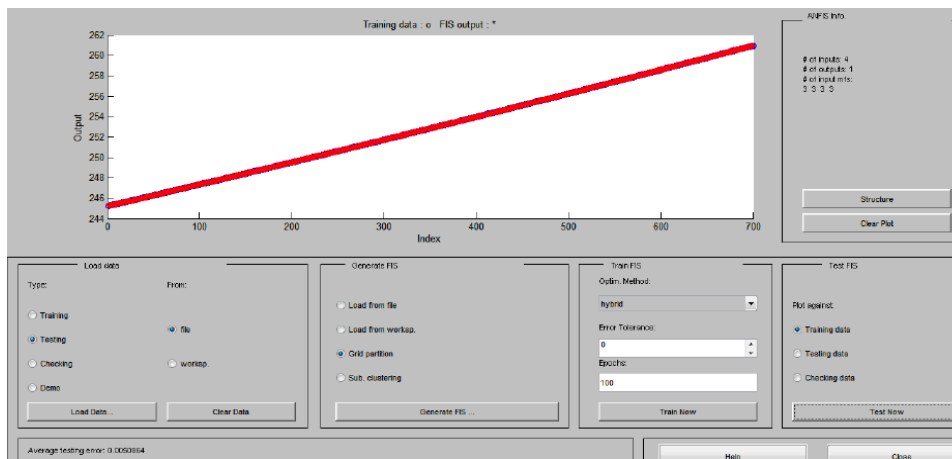 Training data : o   FIS output : *
262
260
258
256
254
252
250
248
246
244
Output
0 100 200 300 400 500 600 700
Index
ANFIS Info.
# of inputs: 4
# of outputs: 1
# of input mfs:
3 3 3 3
Structure
Clear Plot
Load data
Type:
From:
Training
Testing
Checking
Demo
file
worksp.
Load Data...
Clear Data
Generate FIS
Load from file
Load from worksp.
Grid partition
Sub. clustering
Generate FIS ...
Train FIS
Optim. Method:
hybrid
Error Tolerance:
0
Epochs:
100
Train Now
Test FIS
Plot against:
Training data
Testing data
Checking data
Test Now
Average testing error: 0.0050864
Help
Close